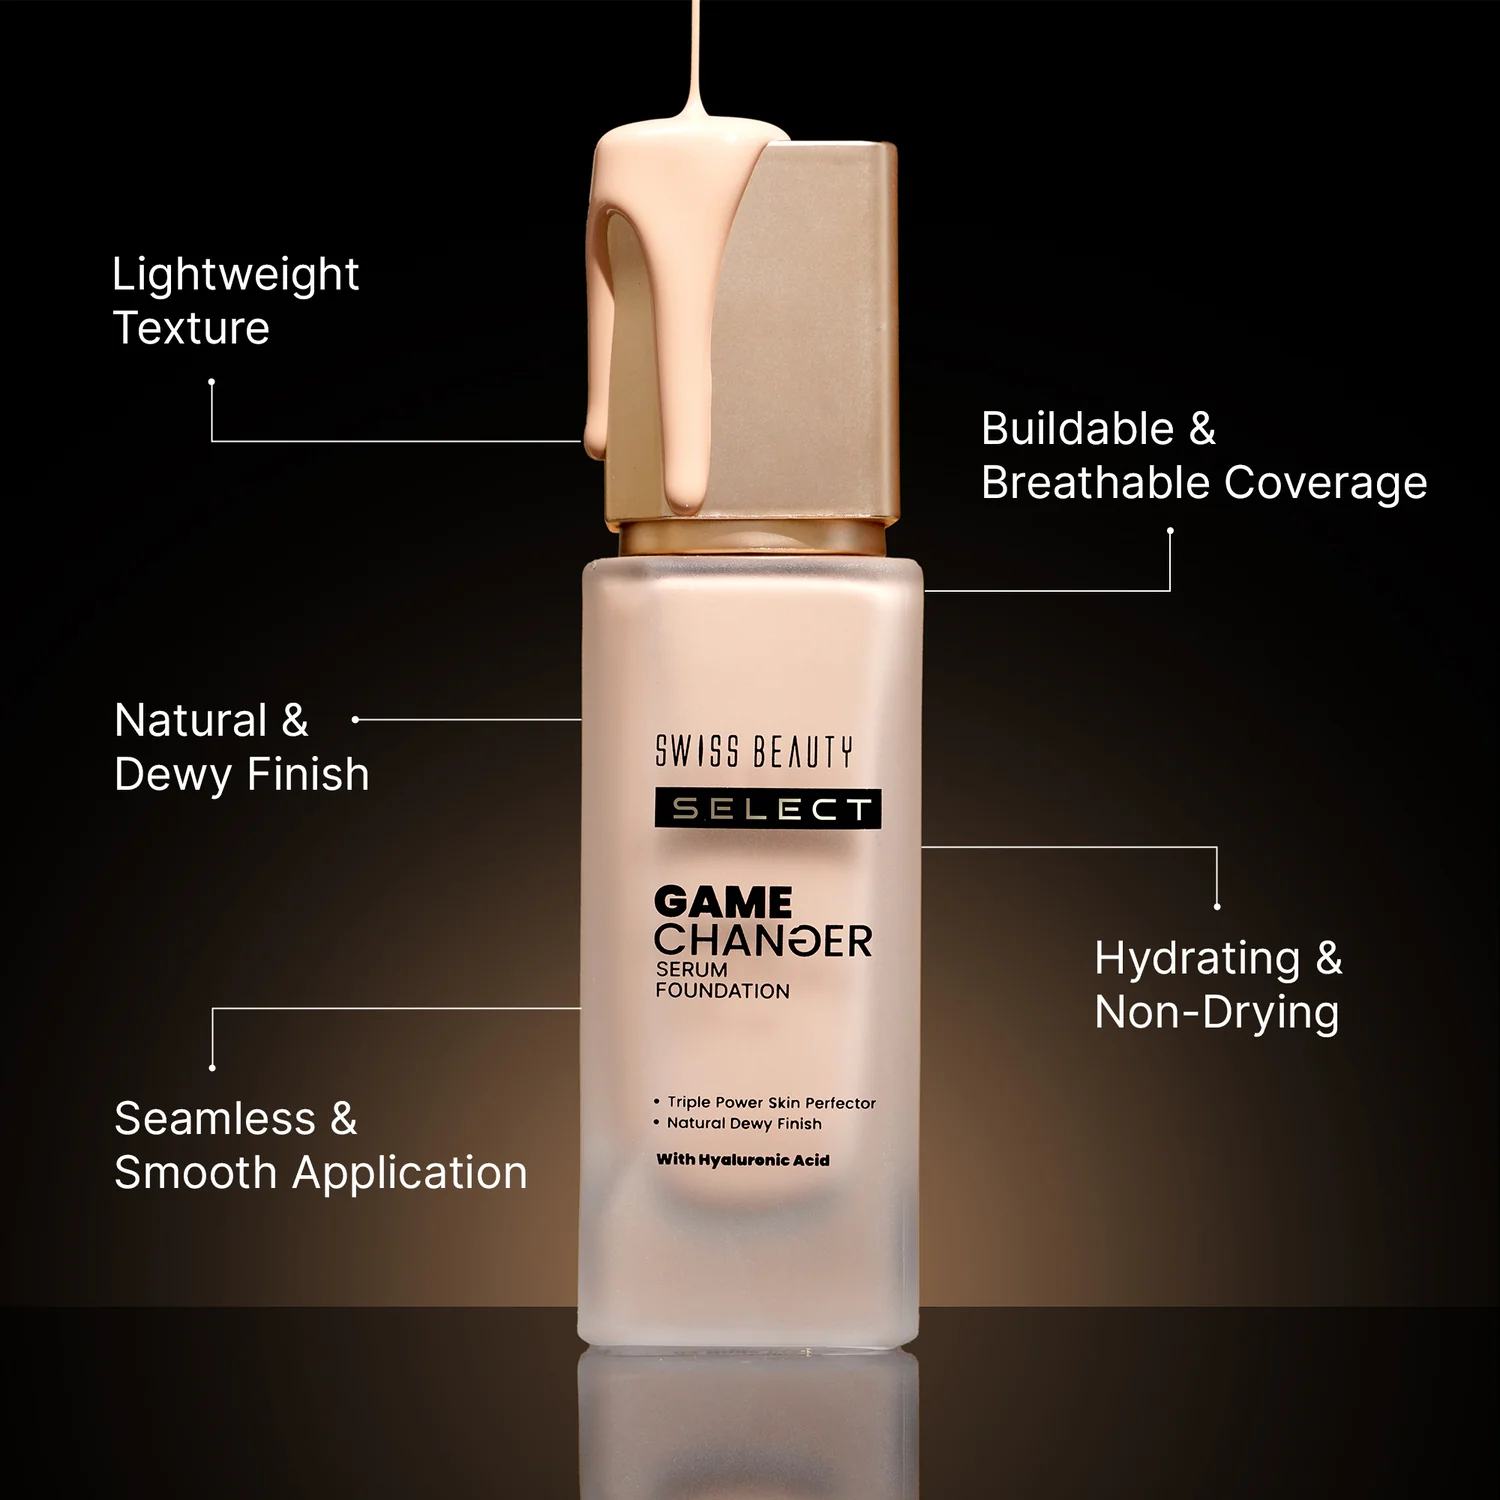 Lightweight
Texture
Buildable &
Breathable Coverage
Natural &
Dewy Finish
SWISS BEAUTY
SELECT
GAME
CHANGER
SERUM
FOUNDATION
Hydrating &
Non-Drying
• Triple Power Skin Perfector
• Natural Dewy Finish
With Hyaluronic Acid
Seamless &
Smooth Application